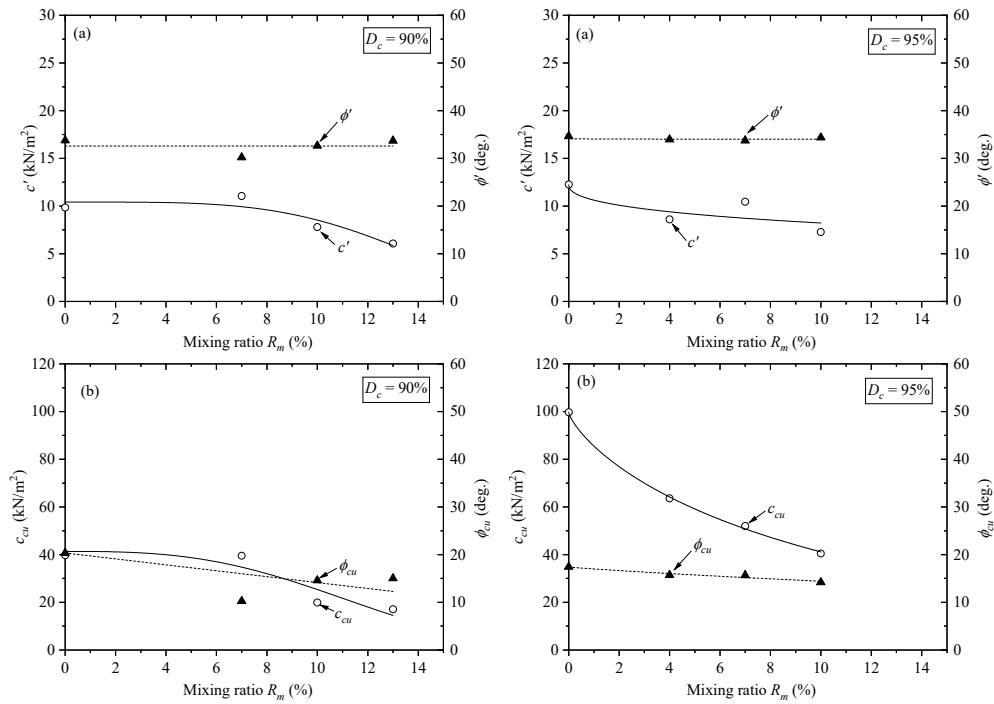 (a)
D_c = 90%
c′ (kN/m²)
30
25
20
15
10
5
0
ϕ′
c′
60
50
40
30
20
10
0
ϕ′ (deg.)
0 2 4 6 8 10 12 14
Mixing ratio R_m (%)
(a)
D_c = 95%
c′ (kN/m²)
30
25
20
15
10
5
0
ϕ′
c′
60
50
40
30
20
10
0
ϕ′ (deg.)
0 2 4 6 8 10 12 14
Mixing ratio R_m (%)
(b)
D_c = 90%
c_cu (kN/m²)
120
100
80
60
40
20
0
ϕ_cu
c_cu
60
50
40
30
20
10
0
ϕ_cu (deg.)
0 2 4 6 8 10 12 14
Mixing ratio R_m (%)
(b)
D_c = 95%
c_cu (kN/m²)
120
100
80
60
40
20
0
c_cu
ϕ_cu
60
50
40
30
20
10
0
ϕ_cu (deg.)
0 2 4 6 8 10 12 14
Mixing ratio R_m (%)